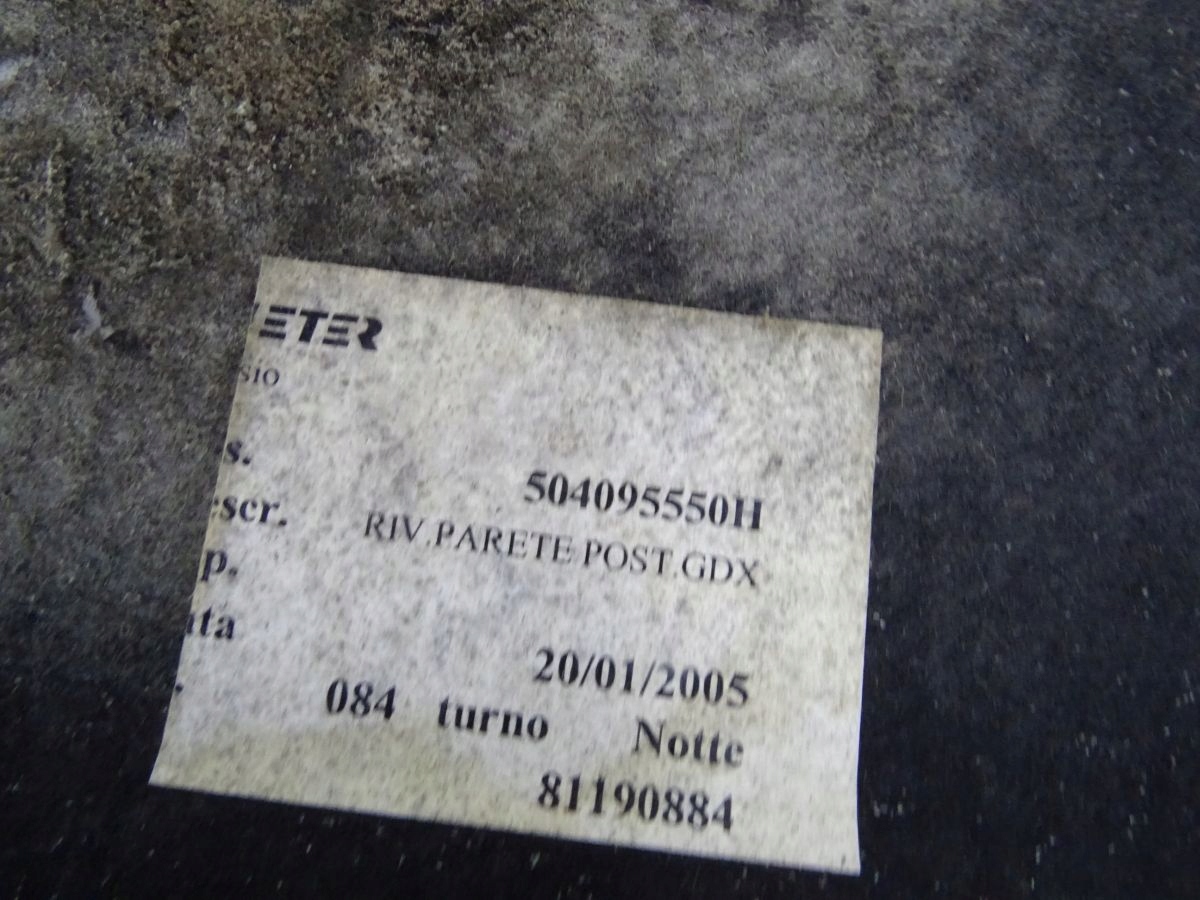 ETER
SIO
s. 504095550H
scr. RIV.PARETE POST.GDX
p.
ata 20/01/2005
. 084 turno Notte
81190884